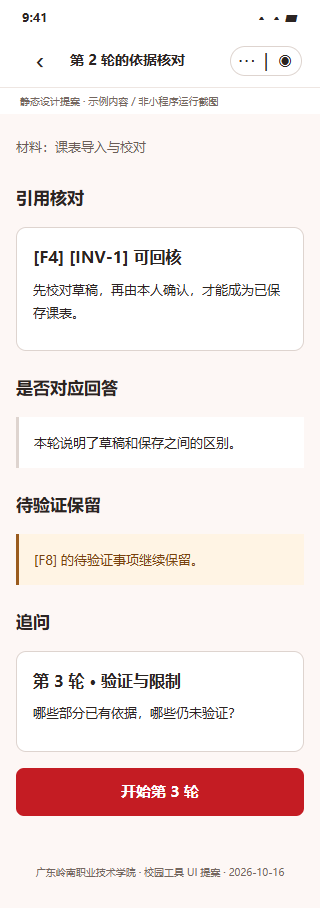 9:41
第 2 轮的依据核对
静态设计提案 · 示例内容 / 非小程序运行截图
材料：课表导入与校对
引用核对
[F4] [INV-1] 可回核
先校对草稿，再由本人确认，才能成为已保
存课表。
是否对应回答
本轮说明了草稿和保存之间的区别。
待验证保留
[F8] 的待验证事项继续保留。
追问
第 3 轮 · 验证与限制
哪些部分已有依据，哪些仍未验证？
开始第 3 轮
广东岭南职业技术学院 · 校园工具 UI 提案 · 2026-10-16